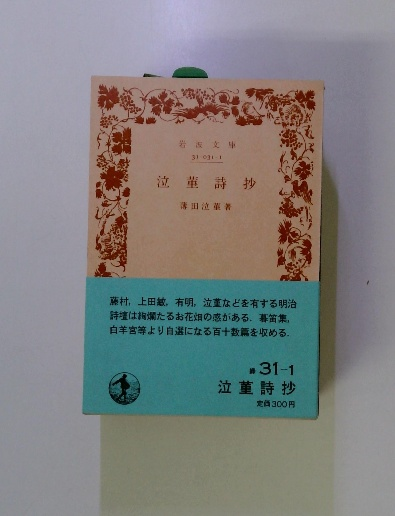 岩波文庫
31-031-1
泣菫詩抄
薄田泣菫著
藤村, 上田敏, 有明, 泣菫などを有する明治
詩壇は絢爛たるお花畑の感がある. 暮笛集,
白羊宮等より自選になる百十数篇を収める.
緑 31-1
泣菫詩抄
定価300円